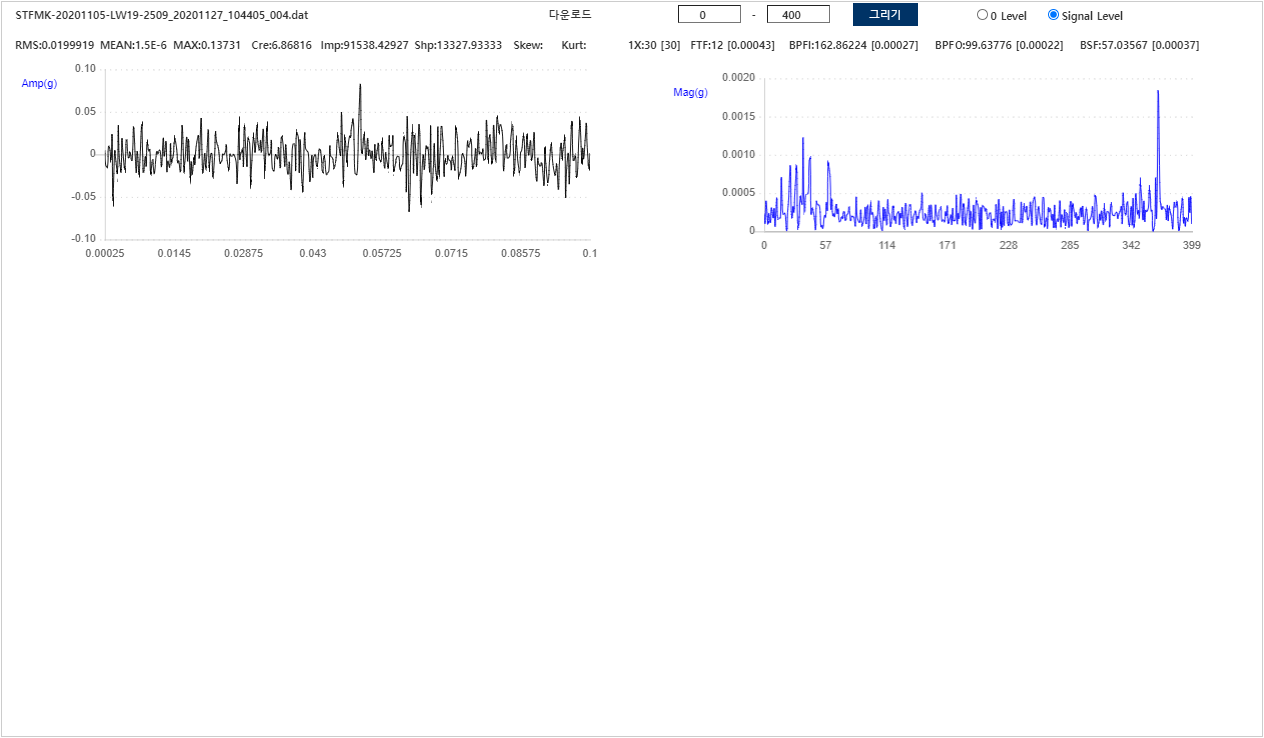 STFMK-20201105-LW19-2509_20201127_104405_004.dat 다운로드 0 - 400 그리기 0 Level Signal Level
RMS:0.0199919 MEAN:1.5E-6 MAX:0.13731 Cre:6.86816 Imp:91538.42927 Shp:13327.93333 Skew: Kurt: 1X:30 [30] FTF:12 [0.00043] BPFI:162.86224 [0.00027] BPFO:99.63776 [0.00022] BSF:57.03567 [0.00037]
Amp(g)
0.10
0.05
0
-0.05
-0.10
0.00025 0.0145 0.02875 0.043 0.05725 0.0715 0.08575 0.1
Mag(g)
0.0020
0.0015
0.0010
0.0005
0
0 57 114 171 228 285 342 399